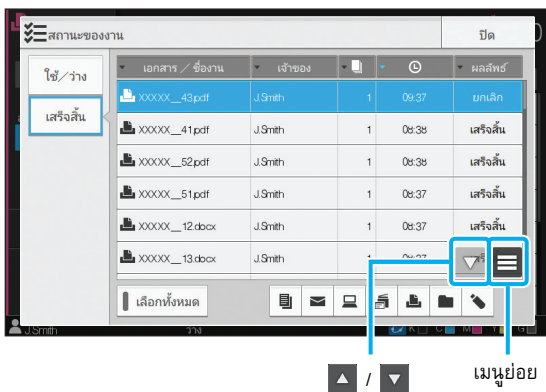 สถานะของงาน ปิด
ใช้/ว่าง
เสร็จสิ้น
เอกสาร / ชื่องาน เจ้าของ ผลลัพธ์
XXXXX__43.pdf J.Smith 1 09:37 ยกเลิก
XXXXX__41.pdf J.Smith 1 08:38 เสร็จสิ้น
XXXXX__52.pdf J.Smith 1 08:38 เสร็จสิ้น
XXXXX__51.pdf J.Smith 1 08:37 เสร็จสิ้น
XXXXX__12.docx J.Smith 1 08:37 เสร็จสิ้น
XXXXX__13.docx J.Smith 1
เลือกทั้งหมด
J.Smith ว่าง K C M Y G
/ เมนูย่อย